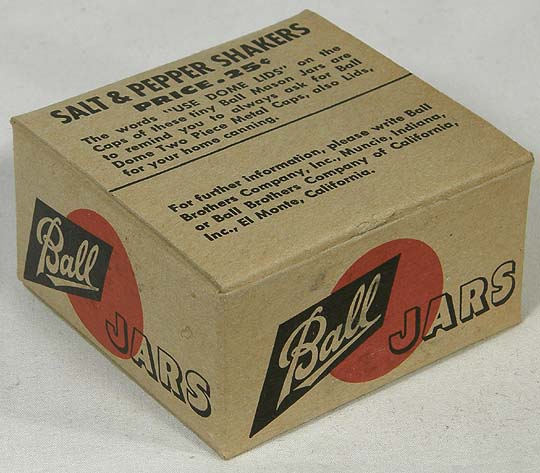 SALT & PEPPER SHAKERS
PRICE .25¢
The words "USE DOME LIDS" on the
Caps of these tiny Ball Mason Jars are
to remind you to always ask for Ball
Dome Two Piece Metal Caps, also Lids,
for your home canning.
For further information, please write Ball
Brothers Company, Inc., Muncie, Indiana,
or Ball Brothers Company of California,
Inc., El Monte, California.
Ball
JARS
Ball
JARS